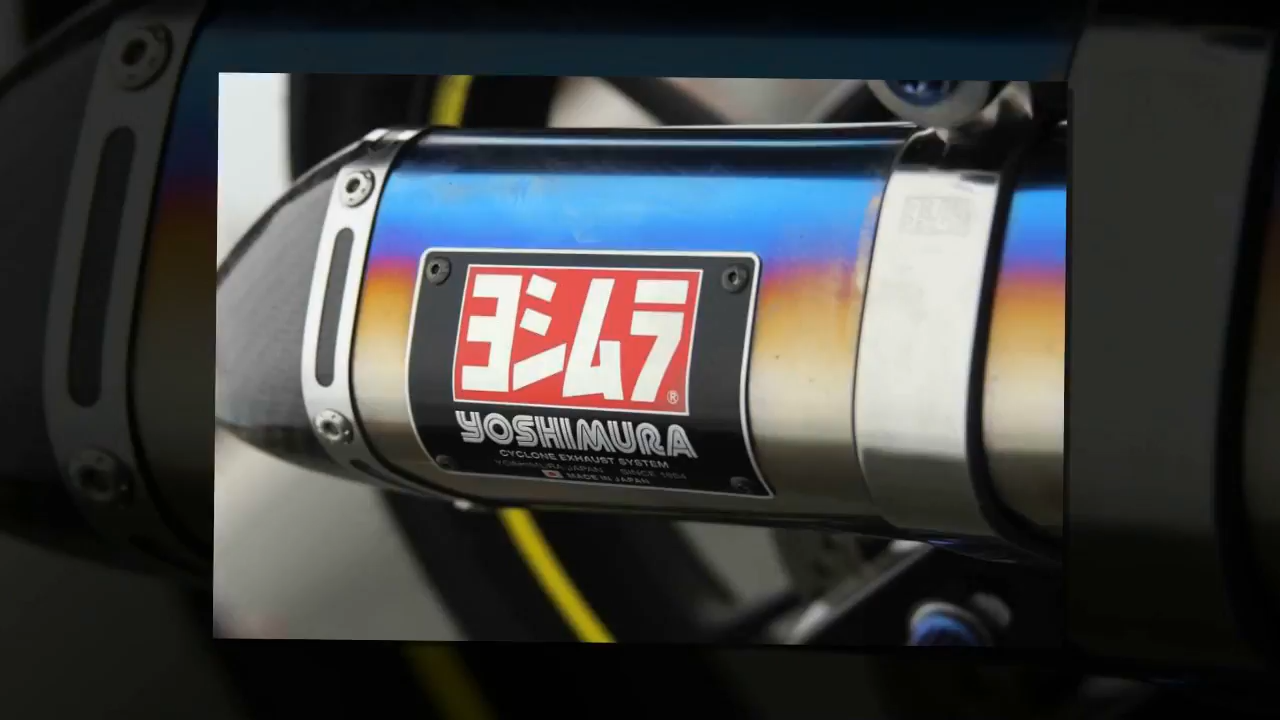 ヨシムラ
®
YOSHIMURA
CYCLONE EXHAUST SYSTEM
YOSHIMURA JAPAN SINCE 1954
MADE IN JAPAN